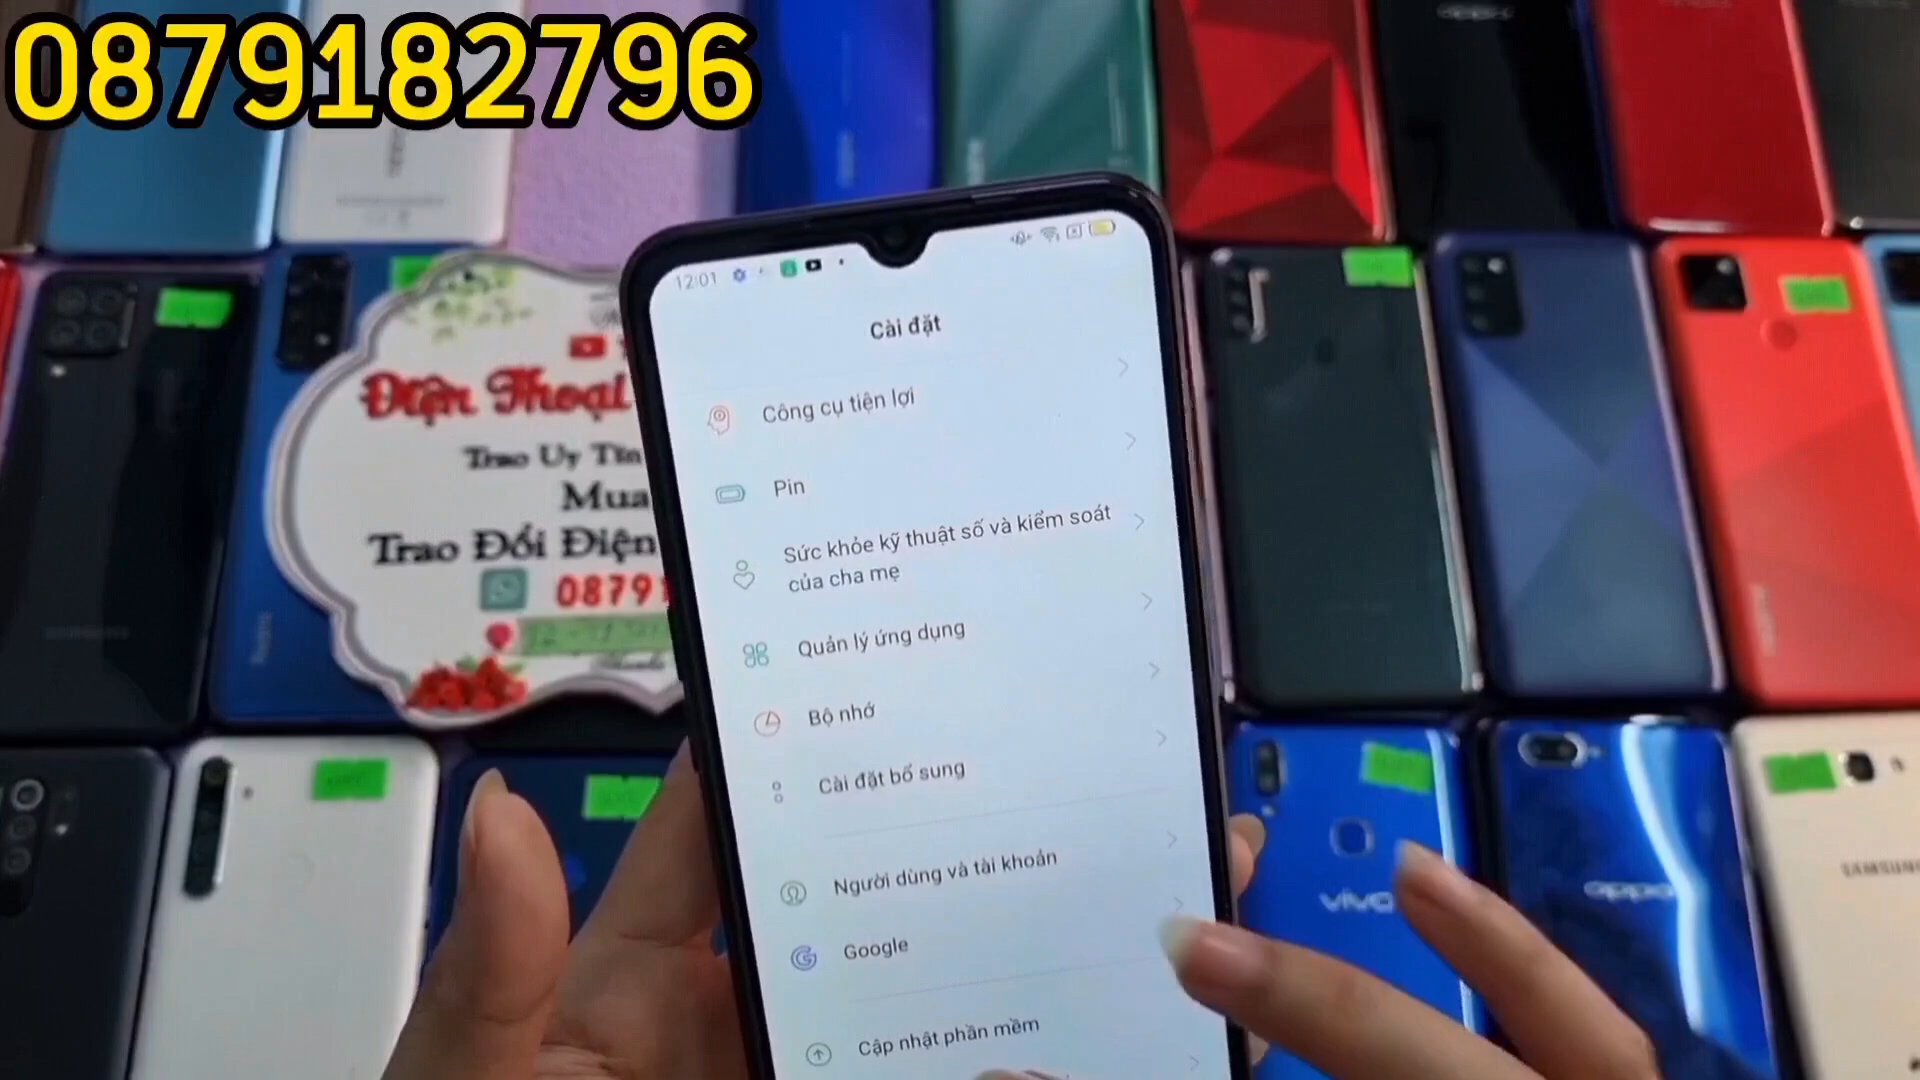 0879182796
12:01
Cài đặt
Công cụ tiện lợi
Pin
Sức khỏe kỹ thuật số và kiểm soát
của cha mẹ
Quản lý ứng dụng
Bộ nhớ
Cài đặt bổ sung
Người dùng và tài khoản
Google
Cập nhật phần mềm
Điện Thoại
Trao Uy Tín
Mua
Trao Đổi Điện
0879
vivo
oppo
SAMSUNG